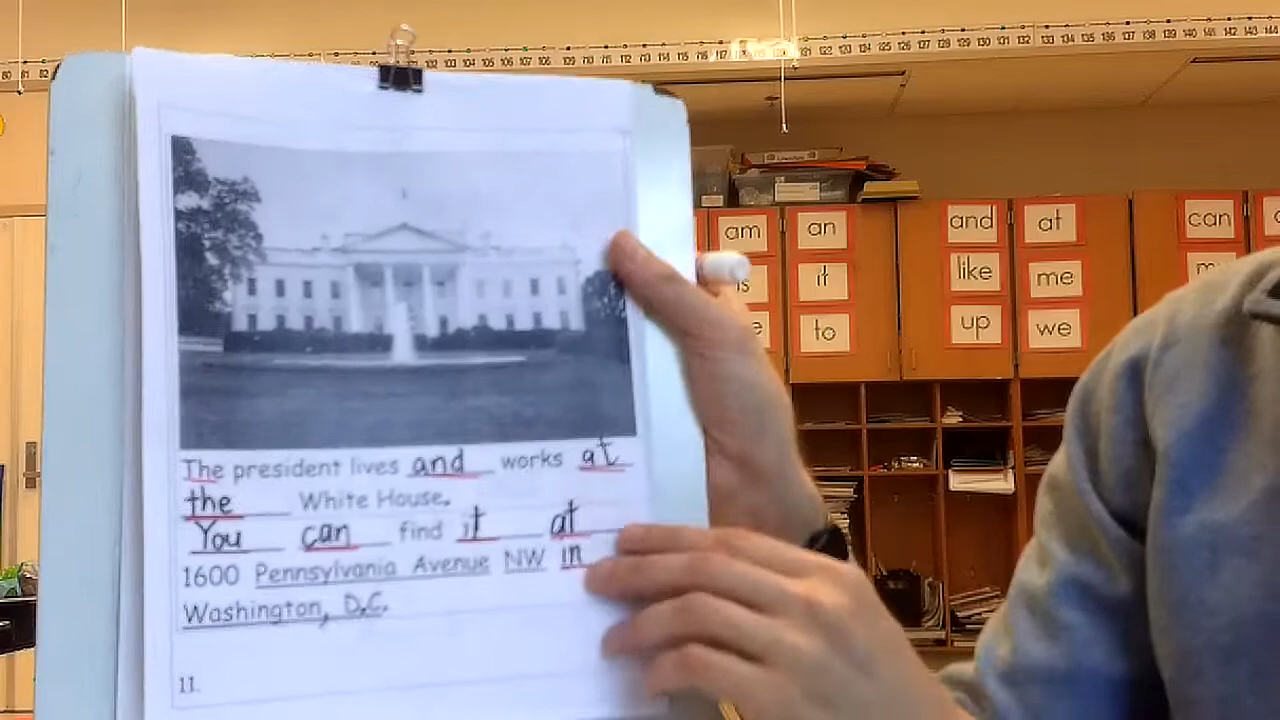 am
an
and
at
can
it
like
me
to
up
we
The president lives and works at
the White House.
You can find it at
1600 Pennsylvania Avenue NW in
Washington, D.C.
11.